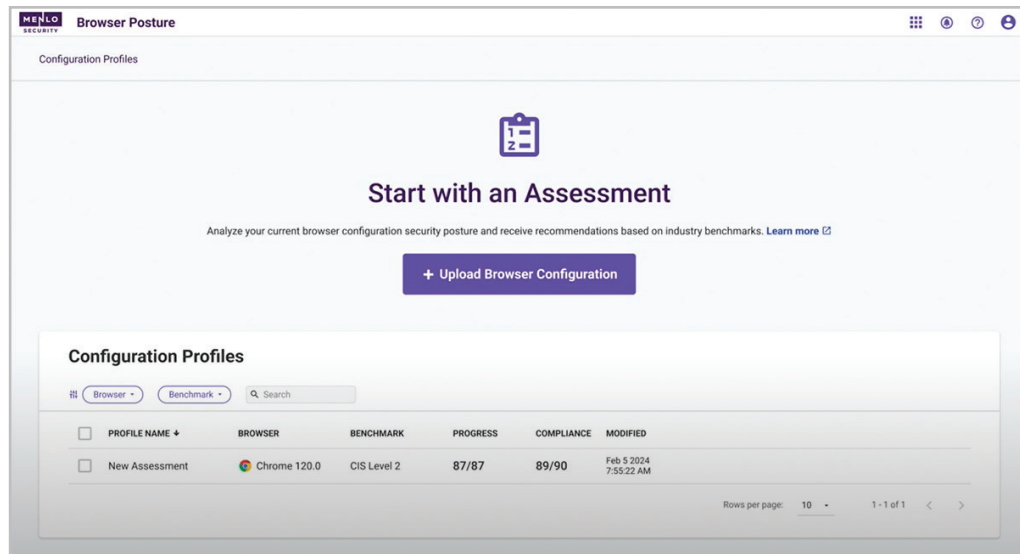 MENLO
SECURITY
Browser Posture
Configuration Profiles
1
2
Start with an Assessment
Analyze your current browser configuration security posture and receive recommendations based on industry benchmarks. Learn more
+ Upload Browser Configuration
Configuration Profiles
Browser Benchmark Search
PROFILE NAME BROWSER BENCHMARK PROGRESS COMPLIANCE MODIFIED
New Assessment Chrome 120.0 CIS Level 2 87/87 89/90 Feb 5 2024
7:55:22 AM
Rows per page: 10 1 - 1 of 1